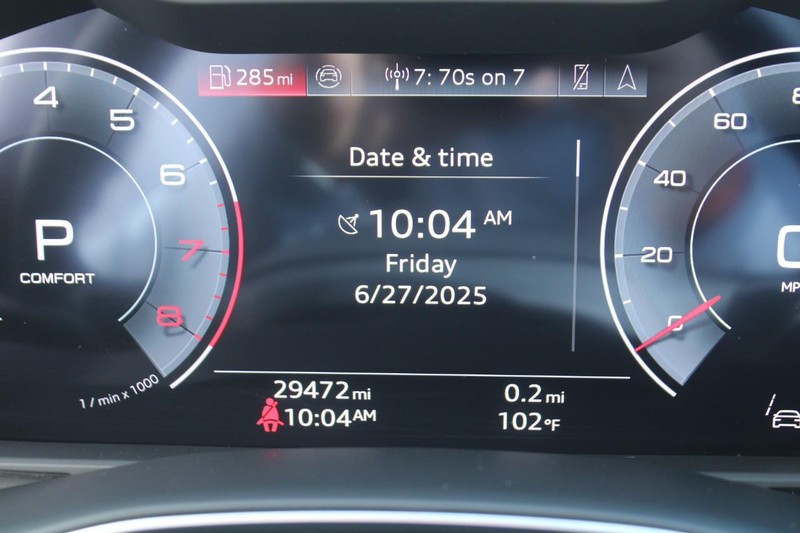 285 mi
7: 70s on 7
Date & time
10:04 AM
Friday
6/27/2025
4
5
6
7
8
P
COMFORT
1 / min x 1000
60
40
20
0
MP
29472 mi
0.2 mi
10:04 AM
102 °F